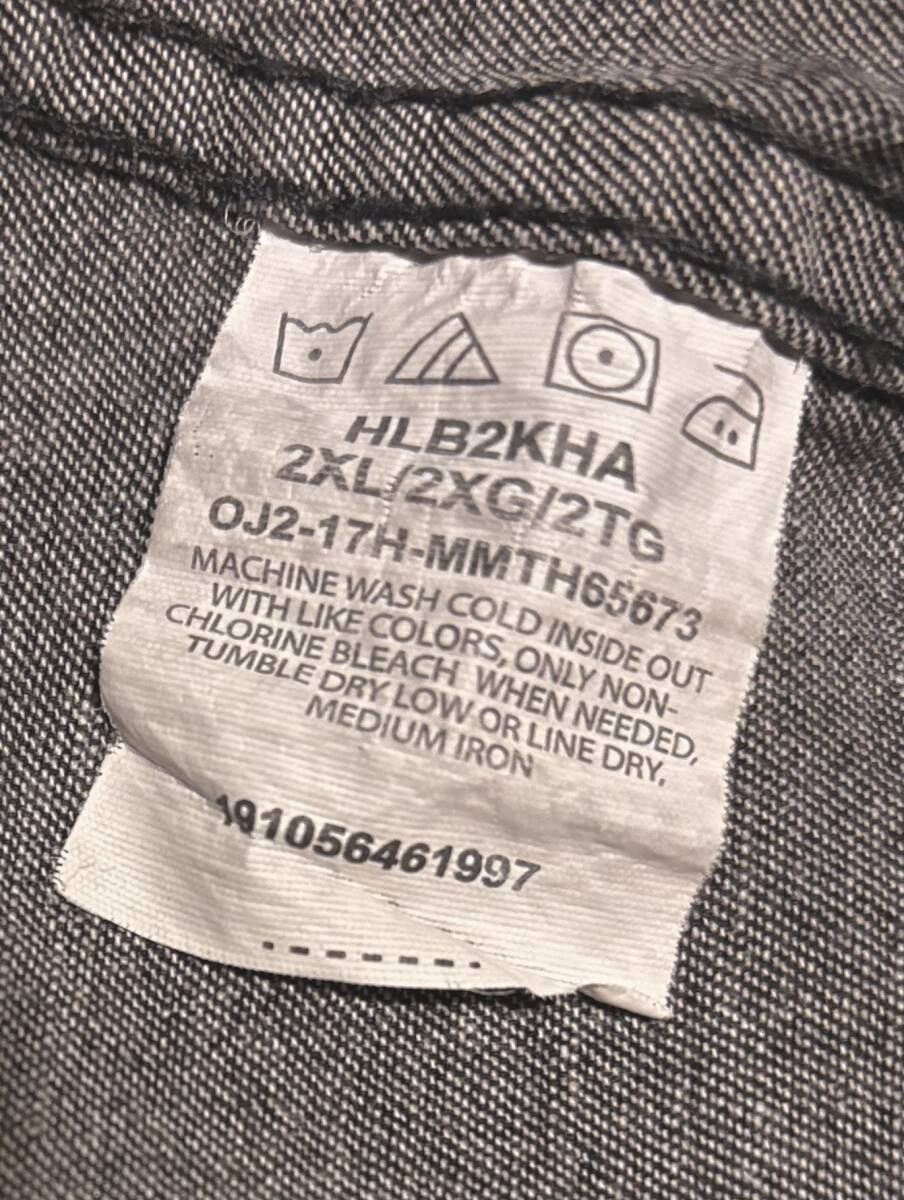 HLB2KHA
2XL/2XG/2TG
OJ2-17H-MMTH65673
MACHINE WASH COLD INSIDE OUT
WITH LIKE COLORS, ONLY NON-
CHLORINE BLEACH WHEN NEEDED,
TUMBLE DRY LOW OR LINE DRY,
MEDIUM IRON